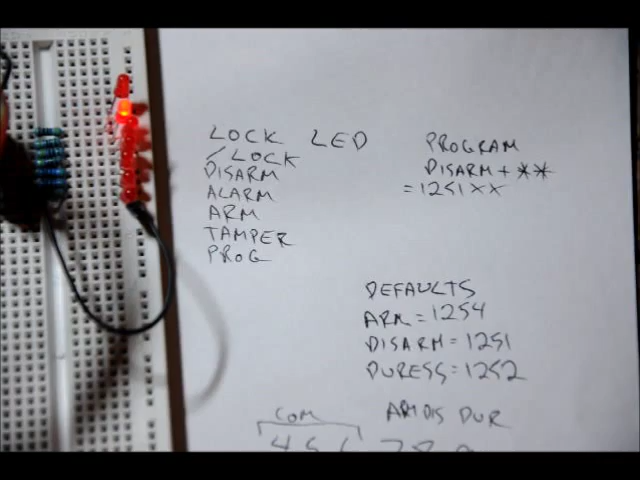 LOCK LED
/LOCK
DISARM
ALARM
ARM
TAMPER
PROG
PROGRAM
DISARM + **
= 1251XX
DEFAULTS
ARM = 1254
DISARM = 1251
DURESS = 1252
COM
ARM DIS DUR